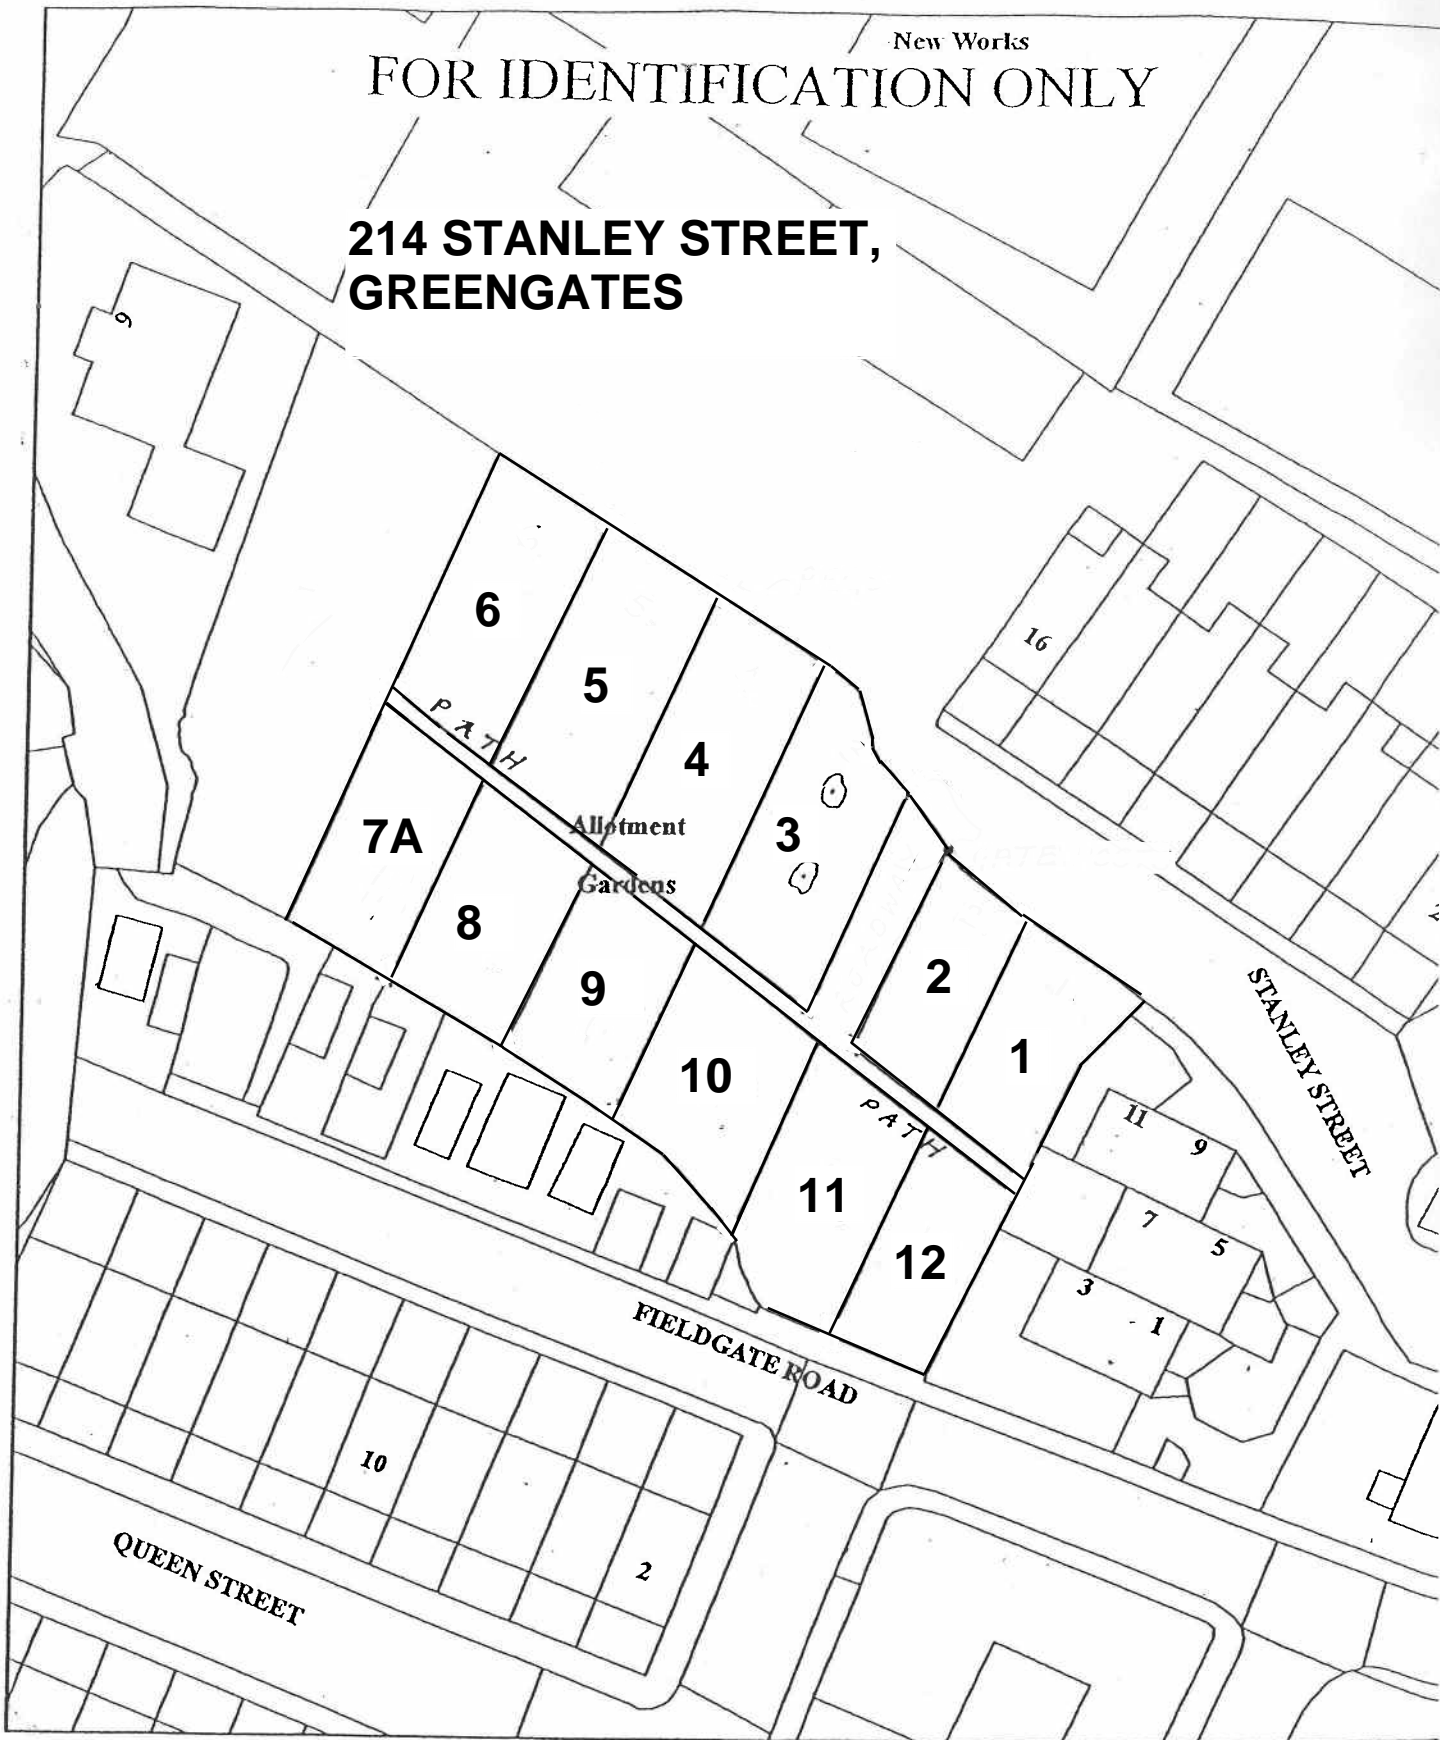 New Works
FOR IDENTIFICATION ONLY
214 STANLEY STREET,
GREENGATES
9
6
16
5
PATH
4
Allotment
3
7A
Gardens
8
2
STANLEY STREET
9
1
10
PATH
11
9
11
7
5
12
3
1
FIELDGATE ROAD
10
2
QUEEN STREET